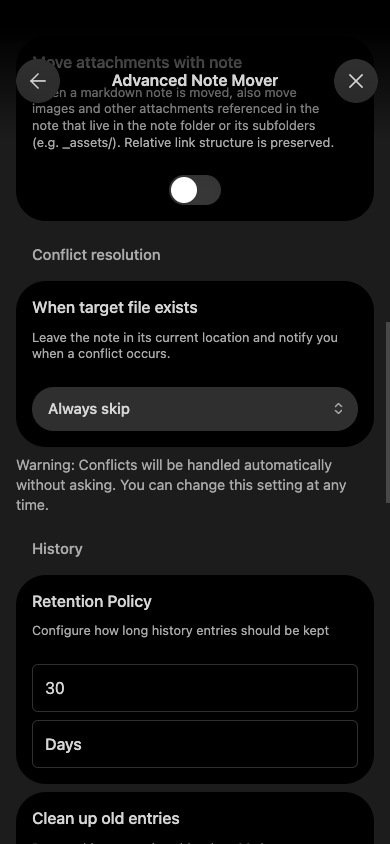 Move attachments with note
Advanced Note Mover
a markdown note is moved, also move
images and other attachments referenced in the
note that live in the note folder or its subfolders
(e.g. _assets/). Relative link structure is preserved.
Conflict resolution
When target file exists
Leave the note in its current location and notify you
when a conflict occurs.
Always skip
Warning: Conflicts will be handled automatically
without asking. You can change this setting at any
time.
History
Retention Policy
Configure how long history entries should be kept
30
Days
Clean up old entries